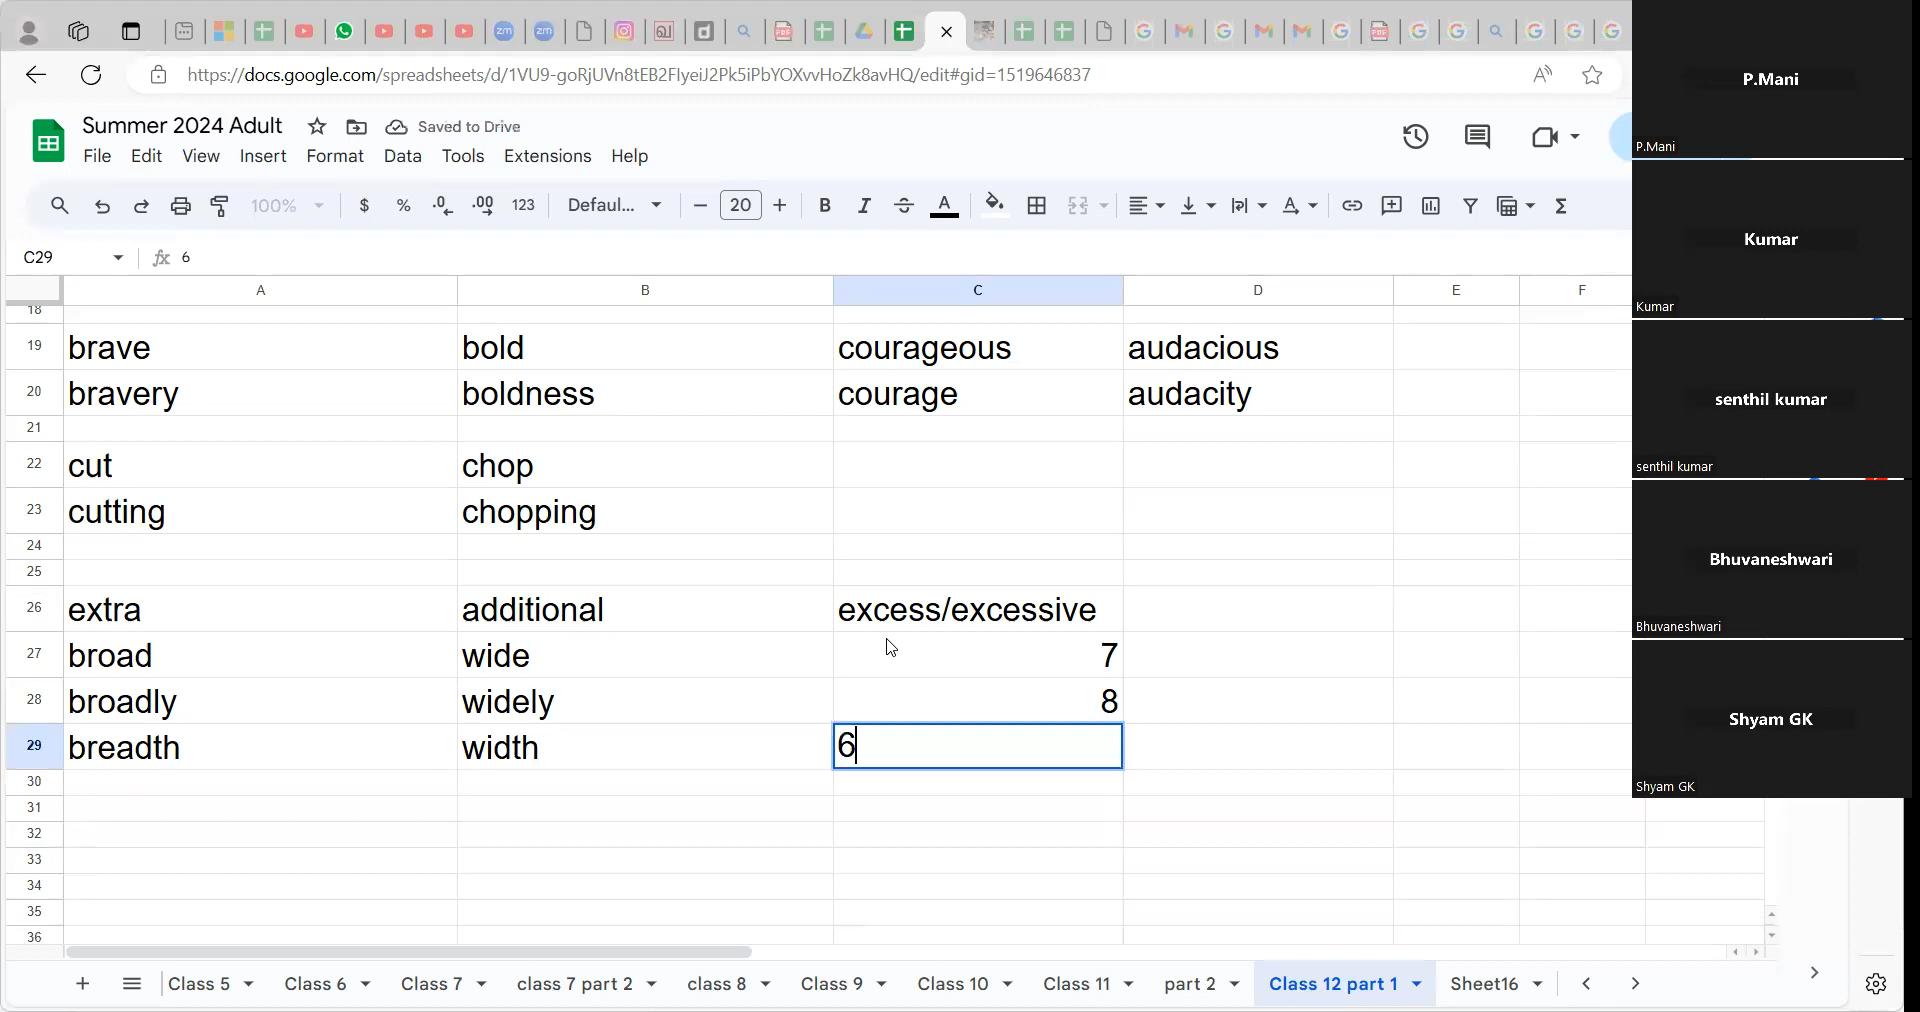 https://docs.google.com/spreadsheets/d/1VU9-goRjUVn8tEB2FIyeiJ2Pk5iPbYOXvvHoZk8avHQ/edit#gid=1519646837
Summer 2024 Adult Saved to Drive
File Edit View Insert Format Data Tools Extensions Help
100% $ % .0 .00 123 Defaul... 20 B I S A Σ
C29 fx 6
A B C D E F
18
19 brave bold courageous audacious
20 bravery boldness courage audacity
21
22 cut chop
23 cutting chopping
24
25
26 extra additional excess/excessive
27 broad wide 7
28 broadly widely 8
29 breadth width 6
30
31
32
33
34
35
36
Class 5 Class 6 Class 7 class 7 part 2 class 8 Class 9 Class 10 Class 11 part 2 Class 12 part 1 Sheet16
P.Mani
P.Mani
Kumar
Kumar
senthil kumar
senthil kumar
Bhuvaneshwari
Bhuvaneshwari
Shyam GK
Shyam GK